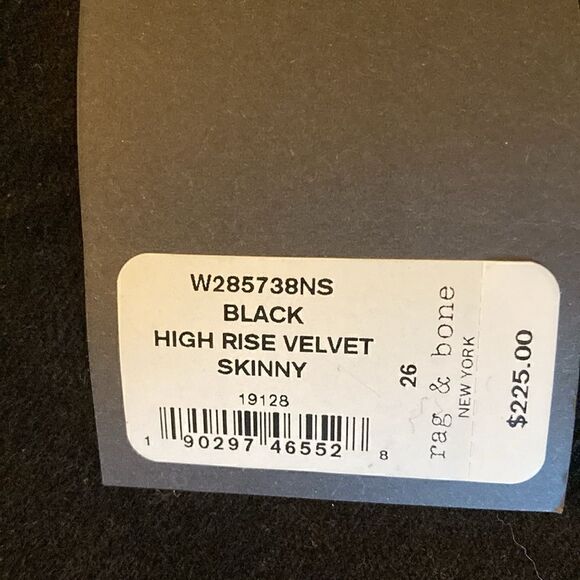 W285738NS
BLACK
HIGH RISE VELVET
SKINNY
19128
1 90297 46552 8
26
rag & bone
NEW YORK
$225.00